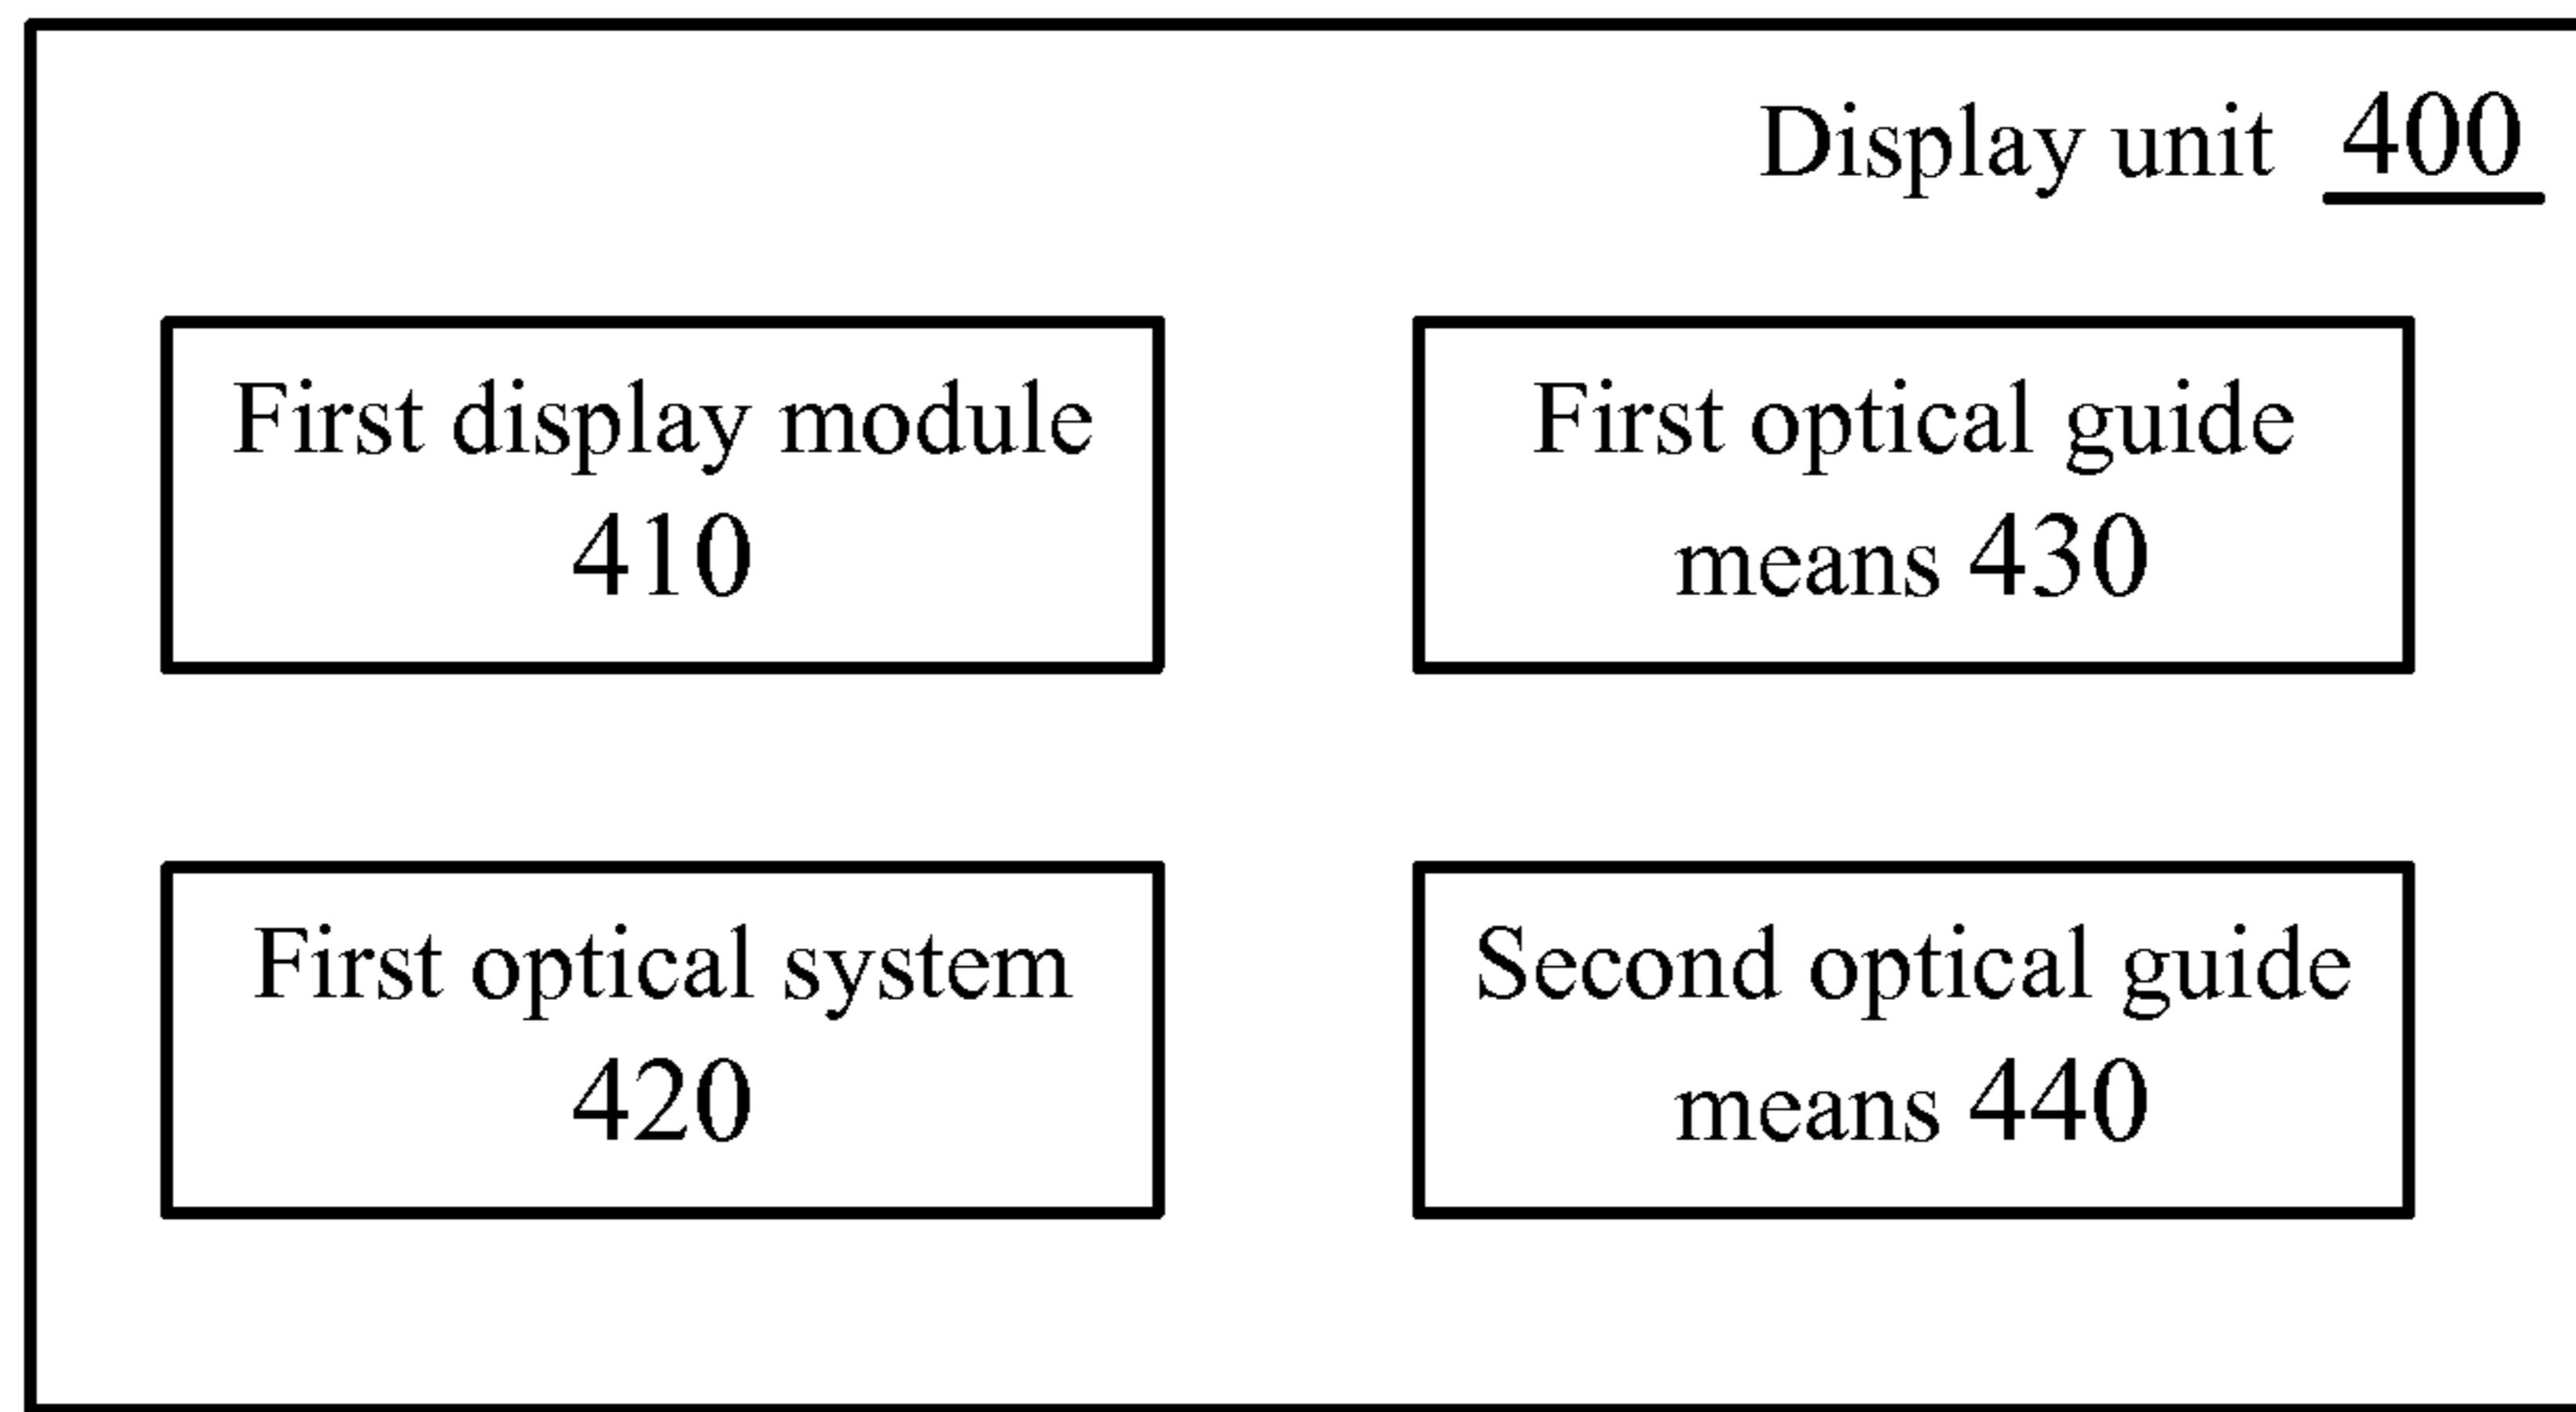 Display unit 400
First display module
410
First optical guide
means 430
First optical system
420
Second optical guide
means 440